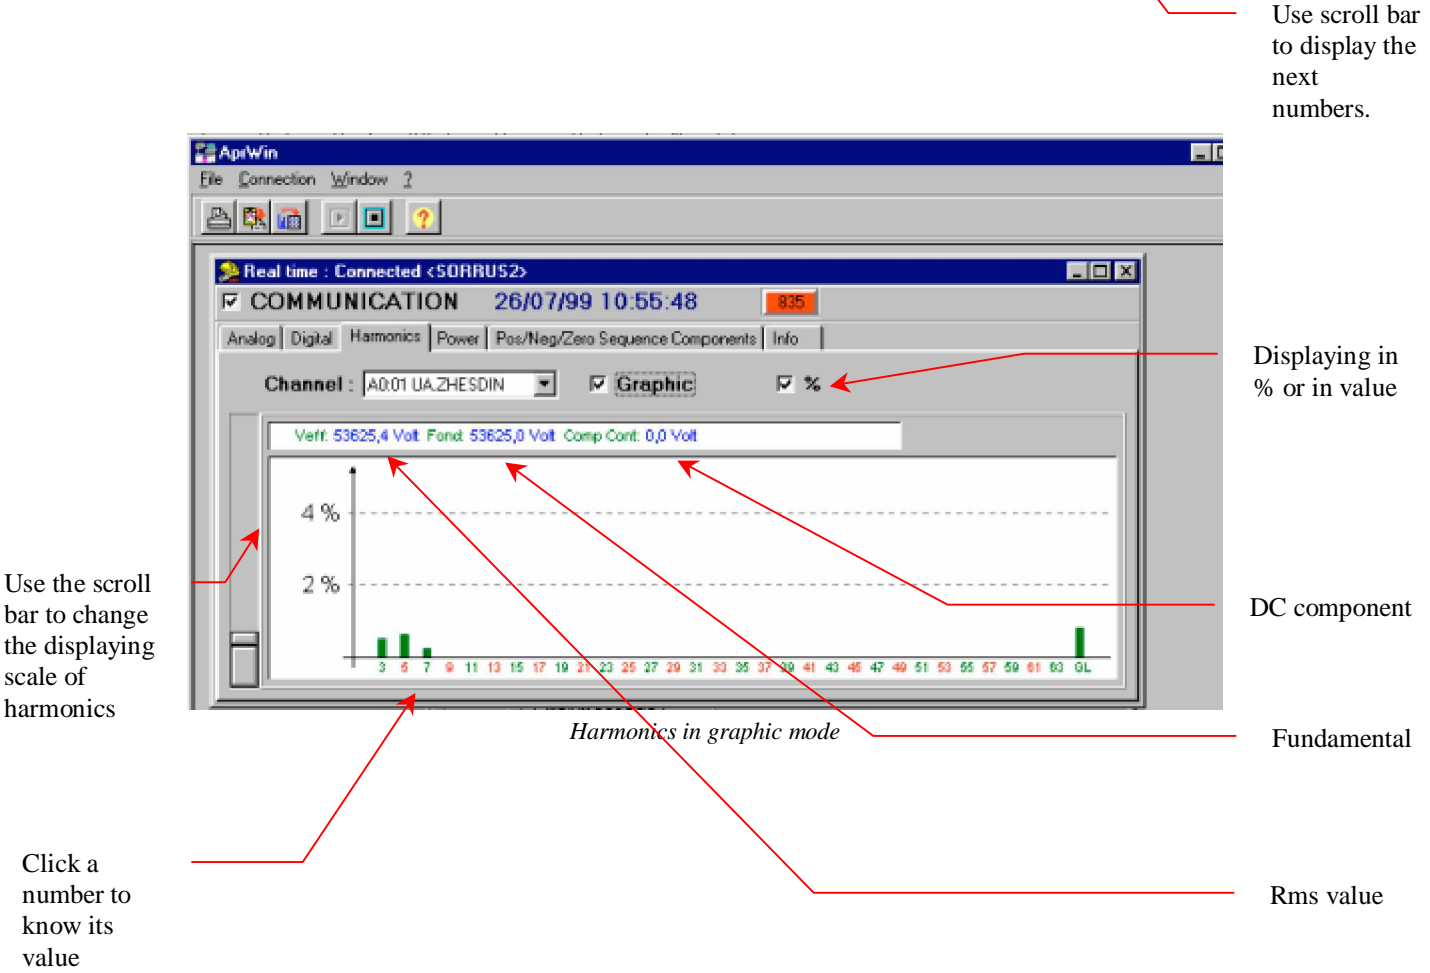 Use scroll bar
to display the
next
numbers.
AprWin
File Connection Window ?
Real time : Connected <SORRUS2>
COMMUNICATION 26/07/99 10:55:48 835
Analog Digital Harmonics Power Pos/Neg/Zero Sequence Components Info
Displaying in
% or in value
Channel : A0:01 UA.ZHESDIN Graphic %
Veff: 53625,4 Volt Fond: 53625,0 Volt Comp Cont: 0,0 Volt
4 %
2 %
3 5 7 9 11 13 15 17 19 21 23 25 27 29 31 33 35 37 39 41 43 45 47 49 51 53 55 57 59 61 63 GL
Use the scroll
bar to change
the displaying
scale of
harmonics
DC component
Harmonics in graphic mode
Fundamental
Click a
number to
know its
value
Rms value